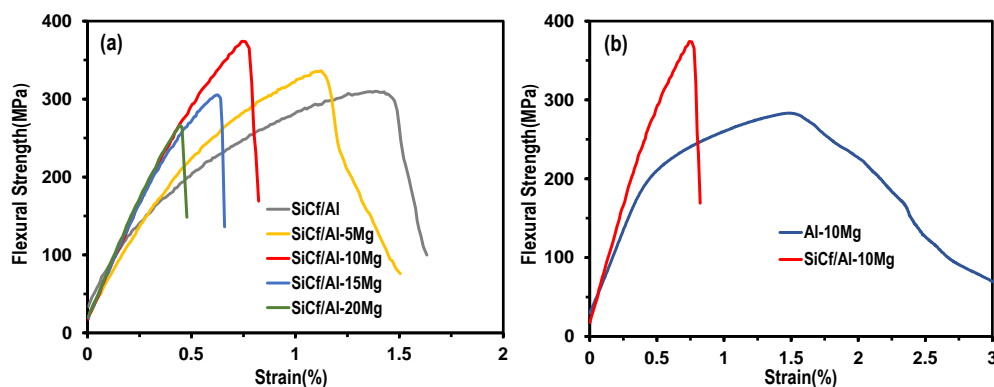 (a)
Flexural Strength(MPa)
400
300
200
100
0
SiCf/Al
SiCf/Al-5Mg
SiCf/Al-10Mg
SiCf/Al-15Mg
SiCf/Al-20Mg
0 0.5 1 1.5 2
Strain(%)
(b)
Flexural Strength(MPa)
400
300
200
100
0
Al-10Mg
SiCf/Al-10Mg
0 0.5 1 1.5 2 2.5 3
Strain(%)